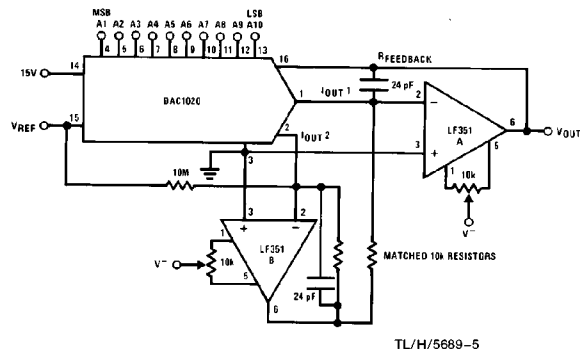 MSB LSB
A1 A2 A3 A4 A5 A6 A7 A8 A9 A10
4 5 6 7 8 9 10 11 12 13
16
RFEEDBACK
15V
14
24 pF
DAC1020
1
IOUT 1
2
6
VOUT
VREF
15
2
IOUT 2
LF351
A
3
3
1
5
10k
10M
V−
3
2
1
LF351
B
V−
10k
5
MATCHED 10k RESISTORS
24 pF
6
TL/H/5689–5